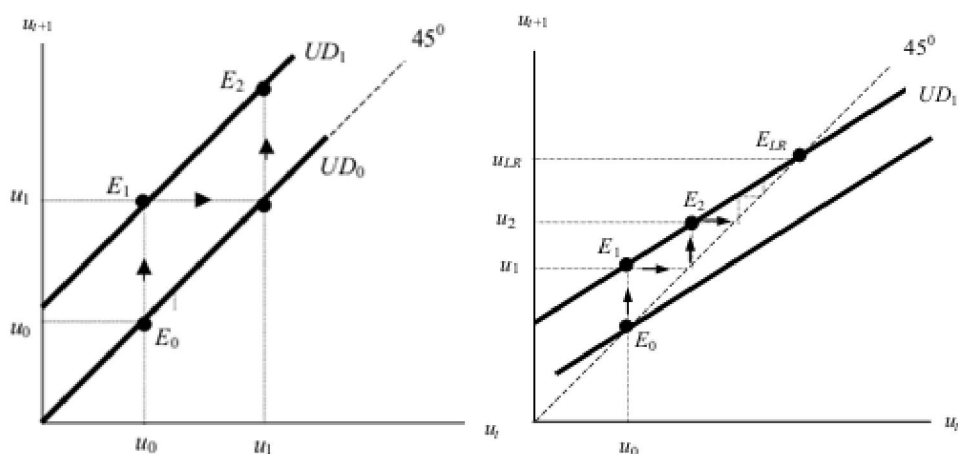 u_{t+1}
45^0
UD_1
E_2
UD_0
u_1
E_1
u_0
E_0
u_t
u_0
u_1
u_{t+1}
45^0
UD_1
E_{LR}
u_{LR}
E_2
u_2
E_1
u_1
E_0
u_t
u_0